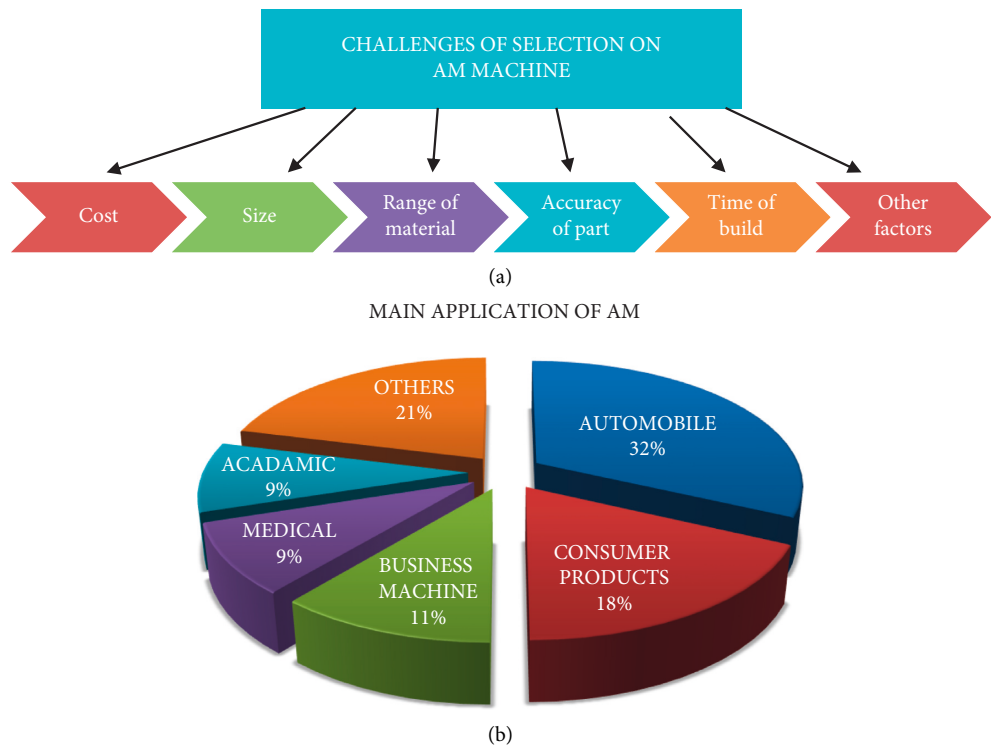 CHALLENGES OF SELECTION ON
AM MACHINE
Cost
Size
Range of
material
Accuracy
of part
Time of
build
Other
factors
(a)
MAIN APPLICATION OF AM
OTHERS
21%
AUTOMOBILE
32%
ACADAMIC
9%
MEDICAL
9%
BUSINESS
MACHINE
11%
CONSUMER
PRODUCTS
18%
(b)